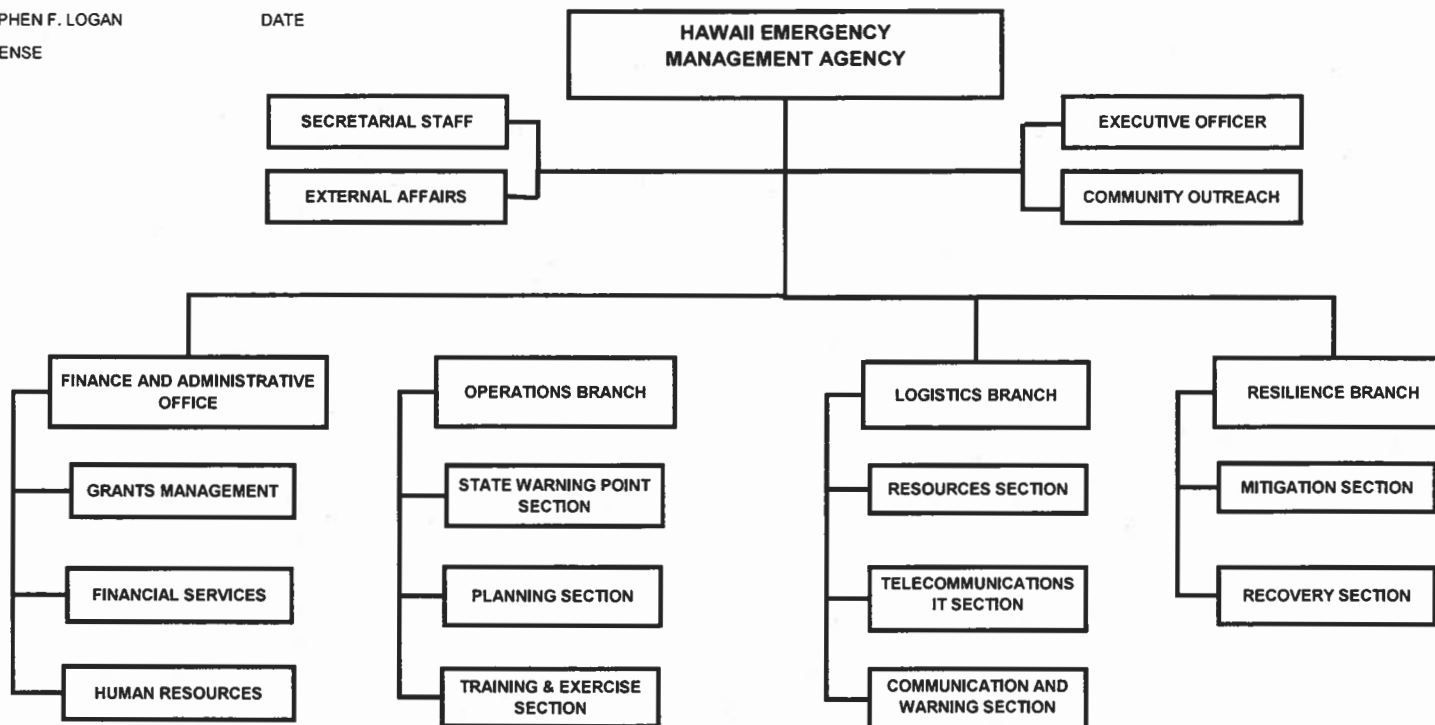 PHEN F. LOGAN DATE
ENSE
HAWAII EMERGENCY
MANAGEMENT AGENCY
SECRETARIAL STAFF
EXECUTIVE OFFICER
EXTERNAL AFFAIRS
COMMUNITY OUTREACH
FINANCE AND ADMINISTRATIVE
OFFICE
GRANTS MANAGEMENT
FINANCIAL SERVICES
HUMAN RESOURCES
OPERATIONS BRANCH
STATE WARNING POINT
SECTION
PLANNING SECTION
TRAINING & EXERCISE
SECTION
LOGISTICS BRANCH
RESOURCES SECTION
TELECOMMUNICATIONS
IT SECTION
COMMUNICATION AND
WARNING SECTION
RESILIENCE BRANCH
MITIGATION SECTION
RECOVERY SECTION